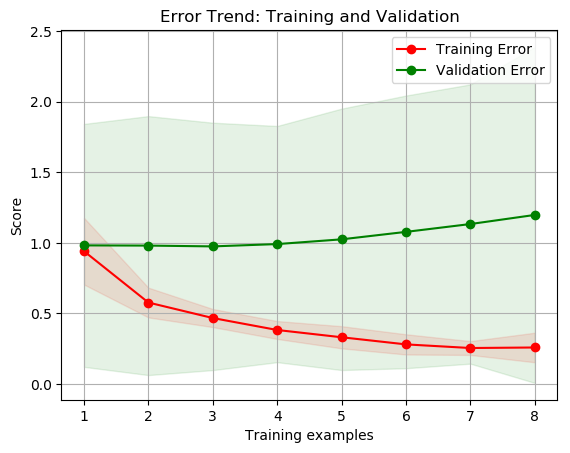 Error Trend: Training and Validation
2.5
Training Error
Validation Error
2.0
1.5
1.0
0.5
0.0
Score
1 2 3 4 5 6 7 8
Training examples